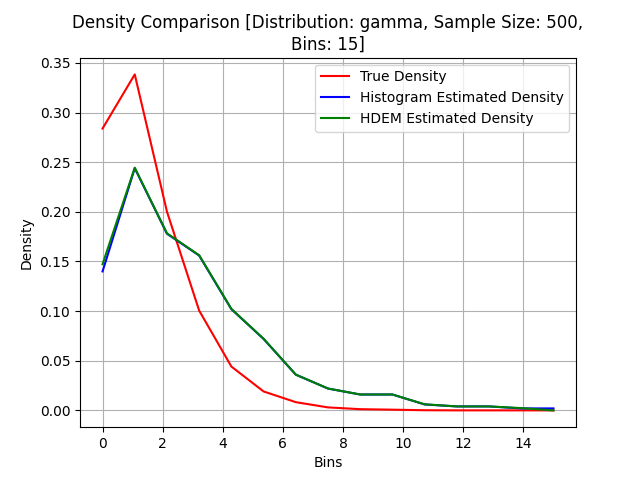 Density Comparison [Distribution: gamma, Sample Size: 500,
Bins: 15]
True Density
Histogram Estimated Density
HDEM Estimated Density
Density
0.35
0.30
0.25
0.20
0.15
0.10
0.05
0.00
0 2 4 6 8 10 12 14
Bins